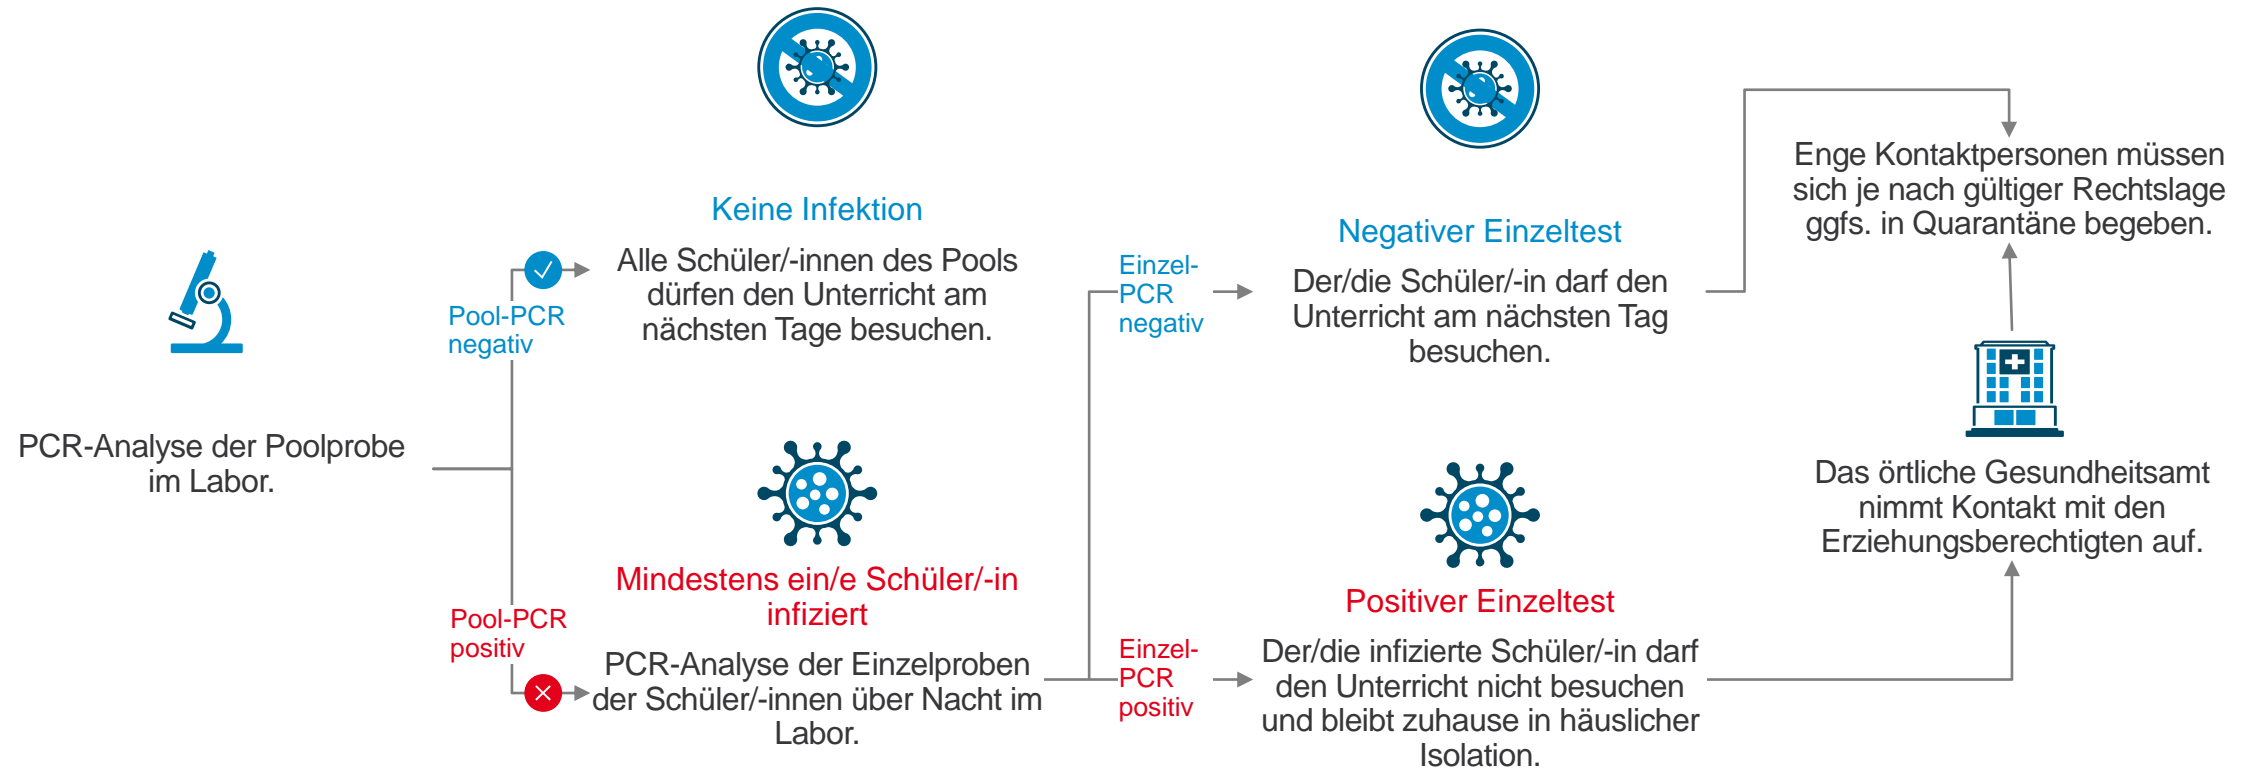 PCR-Analyse der Poolprobe
im Labor.
Pool-PCR
negativ
Keine Infektion
Alle Schüler/-innen des Pools
dürfen den Unterricht am
nächsten Tage besuchen.
Pool-PCR
positiv
Mindestens ein/e Schüler/-in
infiziert
PCR-Analyse der Einzelproben
der Schüler/-innen über Nacht im
Labor.
Einzel-
PCR
negativ
Negativer Einzeltest
Der/die Schüler/-in darf den
Unterricht am nächsten Tag
besuchen.
Einzel-
PCR
positiv
Positiver Einzeltest
Der/die infizierte Schüler/-in darf
den Unterricht nicht besuchen
und bleibt zuhause in häuslicher
Isolation.
Enge Kontaktpersonen müssen
sich je nach gültiger Rechtslage
ggfs. in Quarantäne begeben.
Das örtliche Gesundheitsamt
nimmt Kontakt mit den
Erziehungsberechtigten auf.